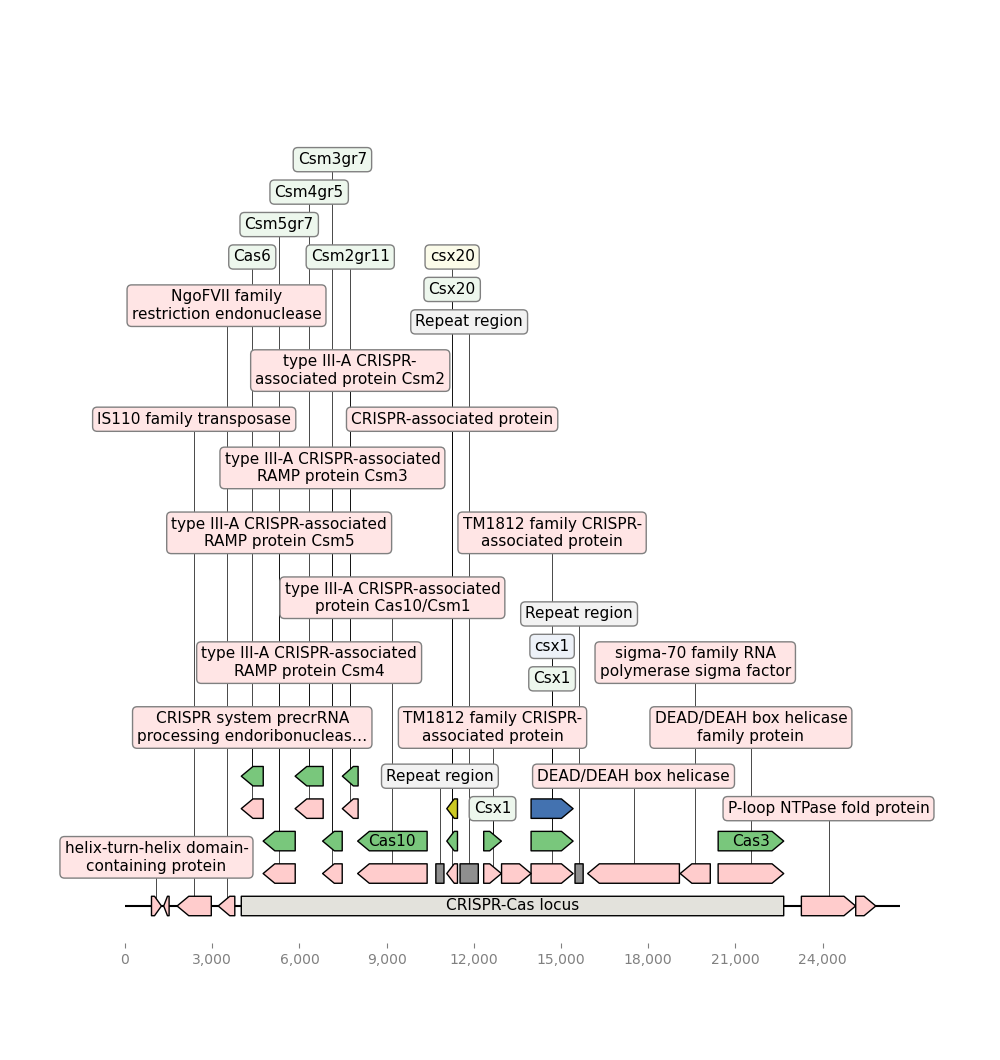 Csm3gr7
Csm4gr5
Csm5gr7
Cas6
Csm2gr11
csx20
Csx20
NgoFVII family
restriction endonuclease
Repeat region
type III-A CRISPR-
associated protein Csm2
IS110 family transposase
CRISPR-associated protein
type III-A CRISPR-associated
RAMP protein Csm3
type III-A CRISPR-associated
RAMP protein Csm5
TM1812 family CRISPR-
associated protein
type III-A CRISPR-associated
protein Cas10/Csm1
Repeat region
csx1
type III-A CRISPR-associated
RAMP protein Csm4
sigma-70 family RNA
polymerase sigma factor
Csx1
CRISPR system precrRNA
processing endoribonucleas...
TM1812 family CRISPR-
associated protein
DEAD/DEAH box helicase
family protein
Repeat region
DEAD/DEAH box helicase
Csx1
P-loop NTPase fold protein
helix-turn-helix domain-
containing protein
Cas10
Cas3
CRISPR-Cas locus
0 3,000 6,000 9,000 12,000 15,000 18,000 21,000 24,000